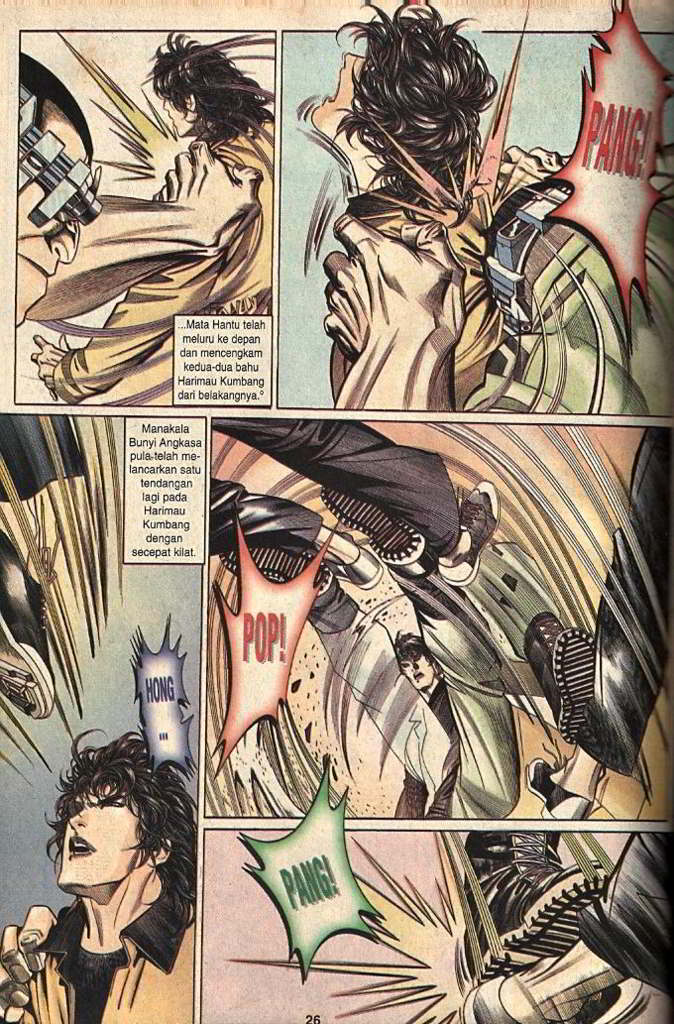 PANG!
...Mata Hantu telah
meluru ke depan
dan mencengkam
kedua-dua bahu
Harimau Kumbang
dari belakangnya.
Manakala
Bunyi Angkasa
pula telah me-
lancarkan satu
tendangan
lagi pada
Harimau
Kumbang
dengan
secepat kilat.
POP!
HONG
...
PANG!
26